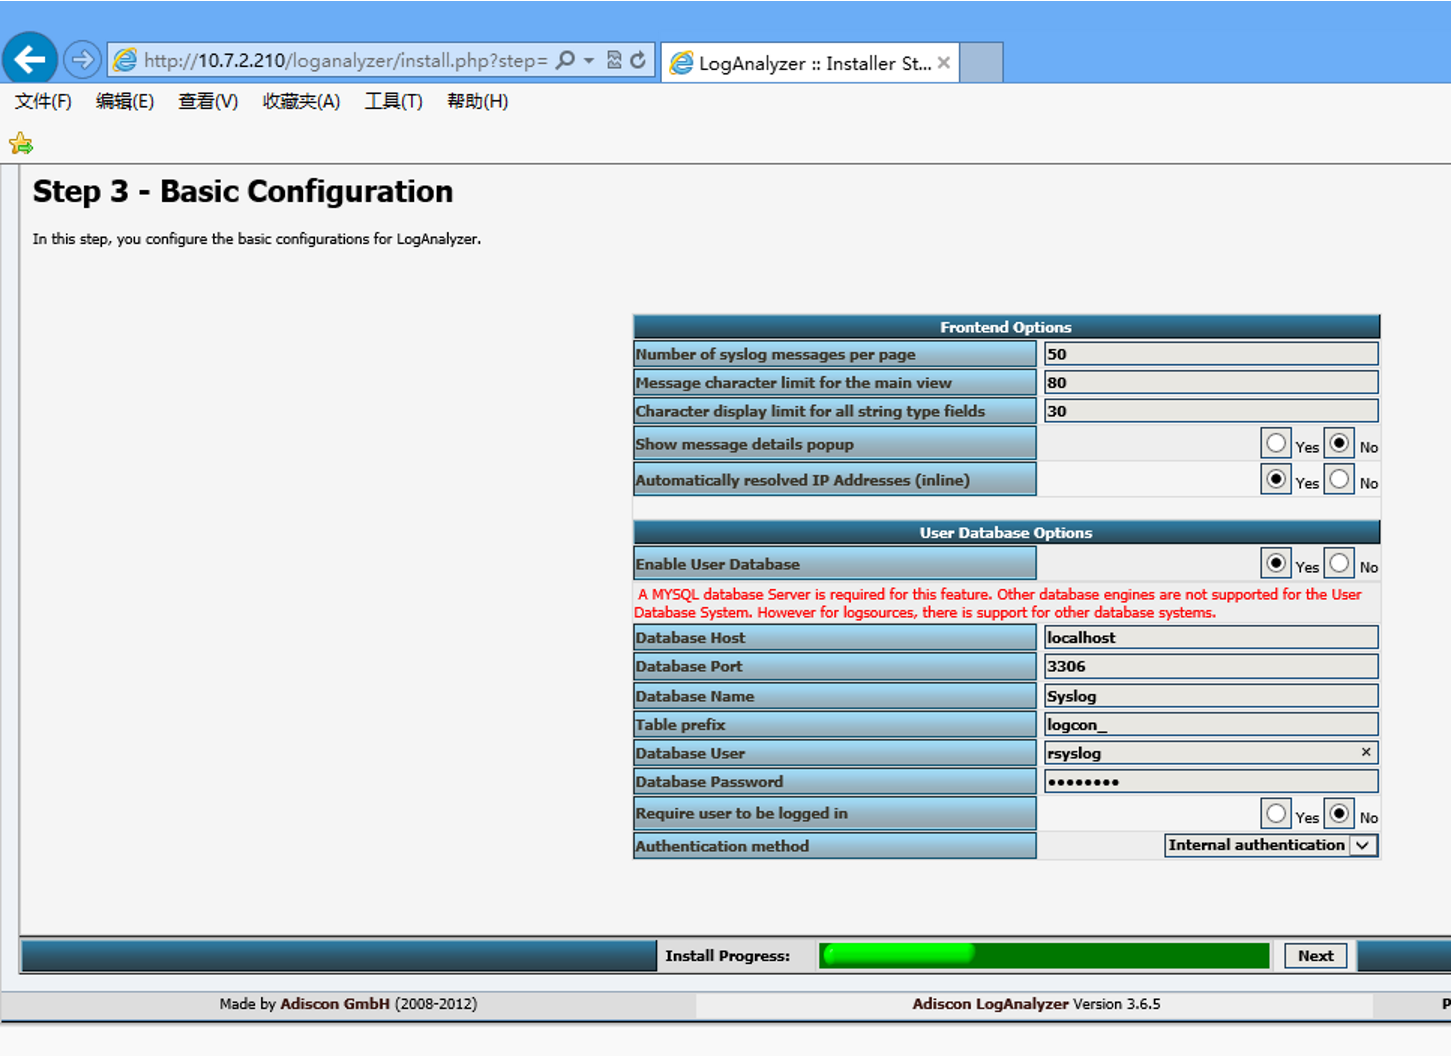 http://10.7.2.210/loganalyzer/install.php?step=
LogAnalyzer :: Installer St...
文件(F) 编辑(E) 查看(V) 收藏夹(A) 工具(T) 帮助(H)
Step 3 - Basic Configuration
In this step, you configure the basic configurations for LogAnalyzer.
Frontend Options
Number of syslog messages per page 50
Message character limit for the main view 80
Character display limit for all string type fields 30
Show message details popup Yes No
Automatically resolved IP Addresses (inline) Yes No
User Database Options
Enable User Database Yes No
A MYSQL database Server is required for this feature. Other database engines are not supported for the User
Database System. However for logsources, there is support for other database systems.
Database Host localhost
Database Port 3306
Database Name Syslog
Table prefix logcon_
Database User rsyslog
Database Password ••••••••
Require user to be logged in Yes No
Authentication method Internal authentication
Install Progress: Next
Made by Adiscon GmbH (2008-2012) Adiscon LogAnalyzer Version 3.6.5 P